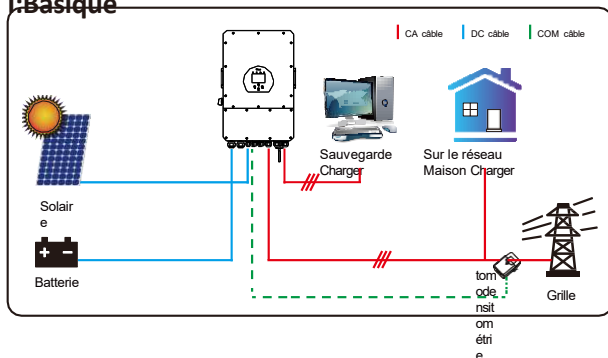 I:Basique
CA câble
DC câble
COM câble
Sauvegarde
Charger
Sur le réseau
Maison Charger
Solair
e
Batterie
tom
ode
nsit
om
étri
e
Grille